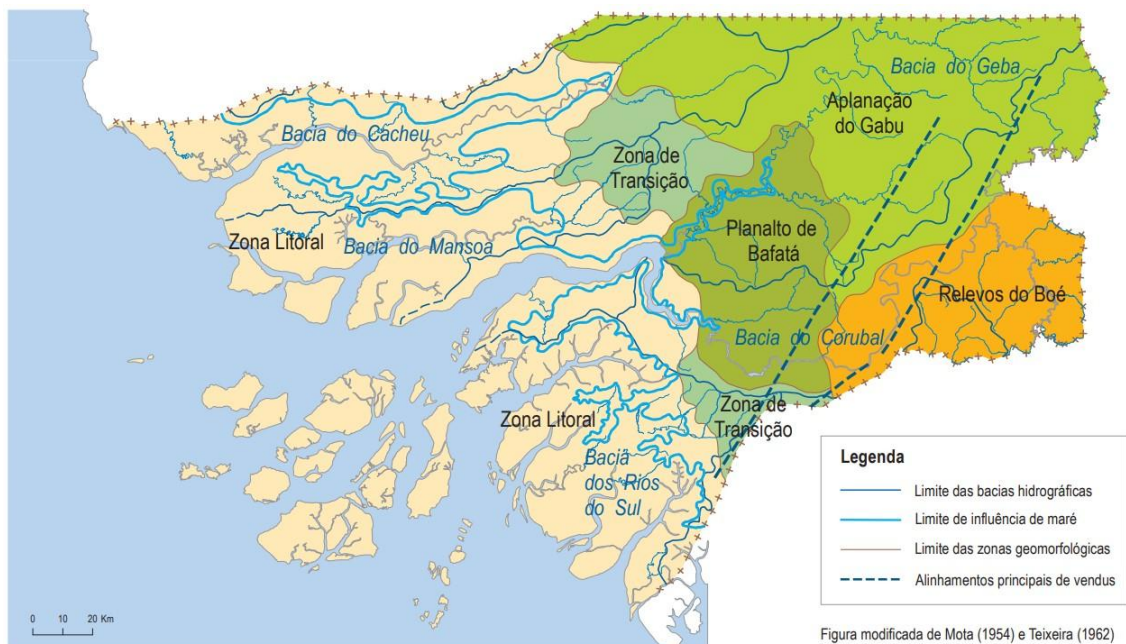 Bacia do Geba
Aplanação
do Gabu
Bacia do Cacheu
Zona de
Transição
Zona Litoral
Bacia do Mansoa
Planalto de
Bafatá
Relevos do Boé
Bacia do Corubal
Zona de
Transição
Zona Litoral
Bacia
dos Rios
do Sul
Legenda
Limite das bacias hidrográficas
Limite de influência de maré
Limite das zonas geomorfológicas
Alinhamentos principais de vendus
0 10 20 Km
Figura modificada de Mota (1954) e Teixeira (1962)